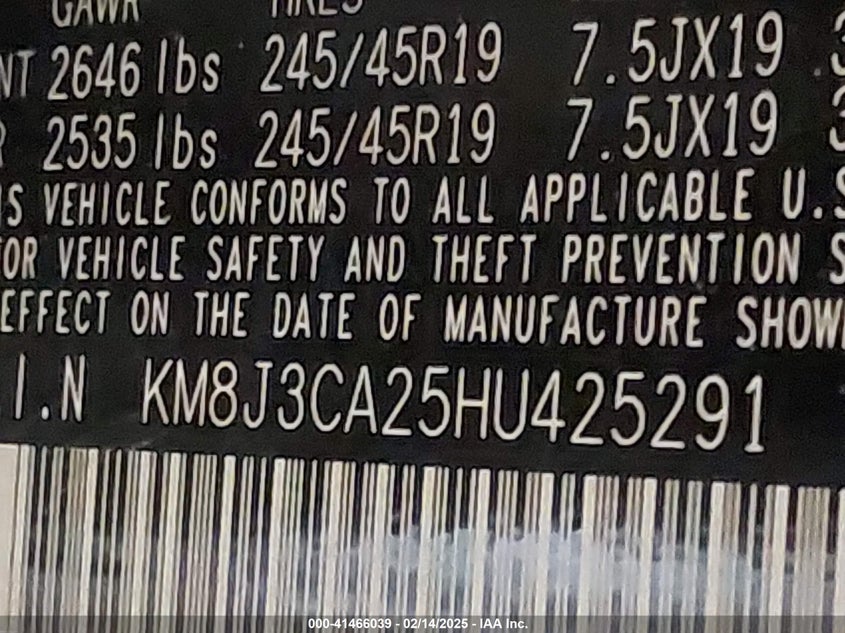 GAWR TIRES
NT 2646 lbs 245/45R19 7.5JX19
2535 lbs 245/45R19 7.5JX19
IS VEHICLE CONFORMS TO ALL APPLICABLE U.S
FOR VEHICLE SAFETY AND THEFT PREVENTION S
EFFECT ON THE DATE OF MANUFACTURE SHOW
.I.N KM8J3CA25HU425291
000-41466039 - 02/14/2025 - IAA Inc.